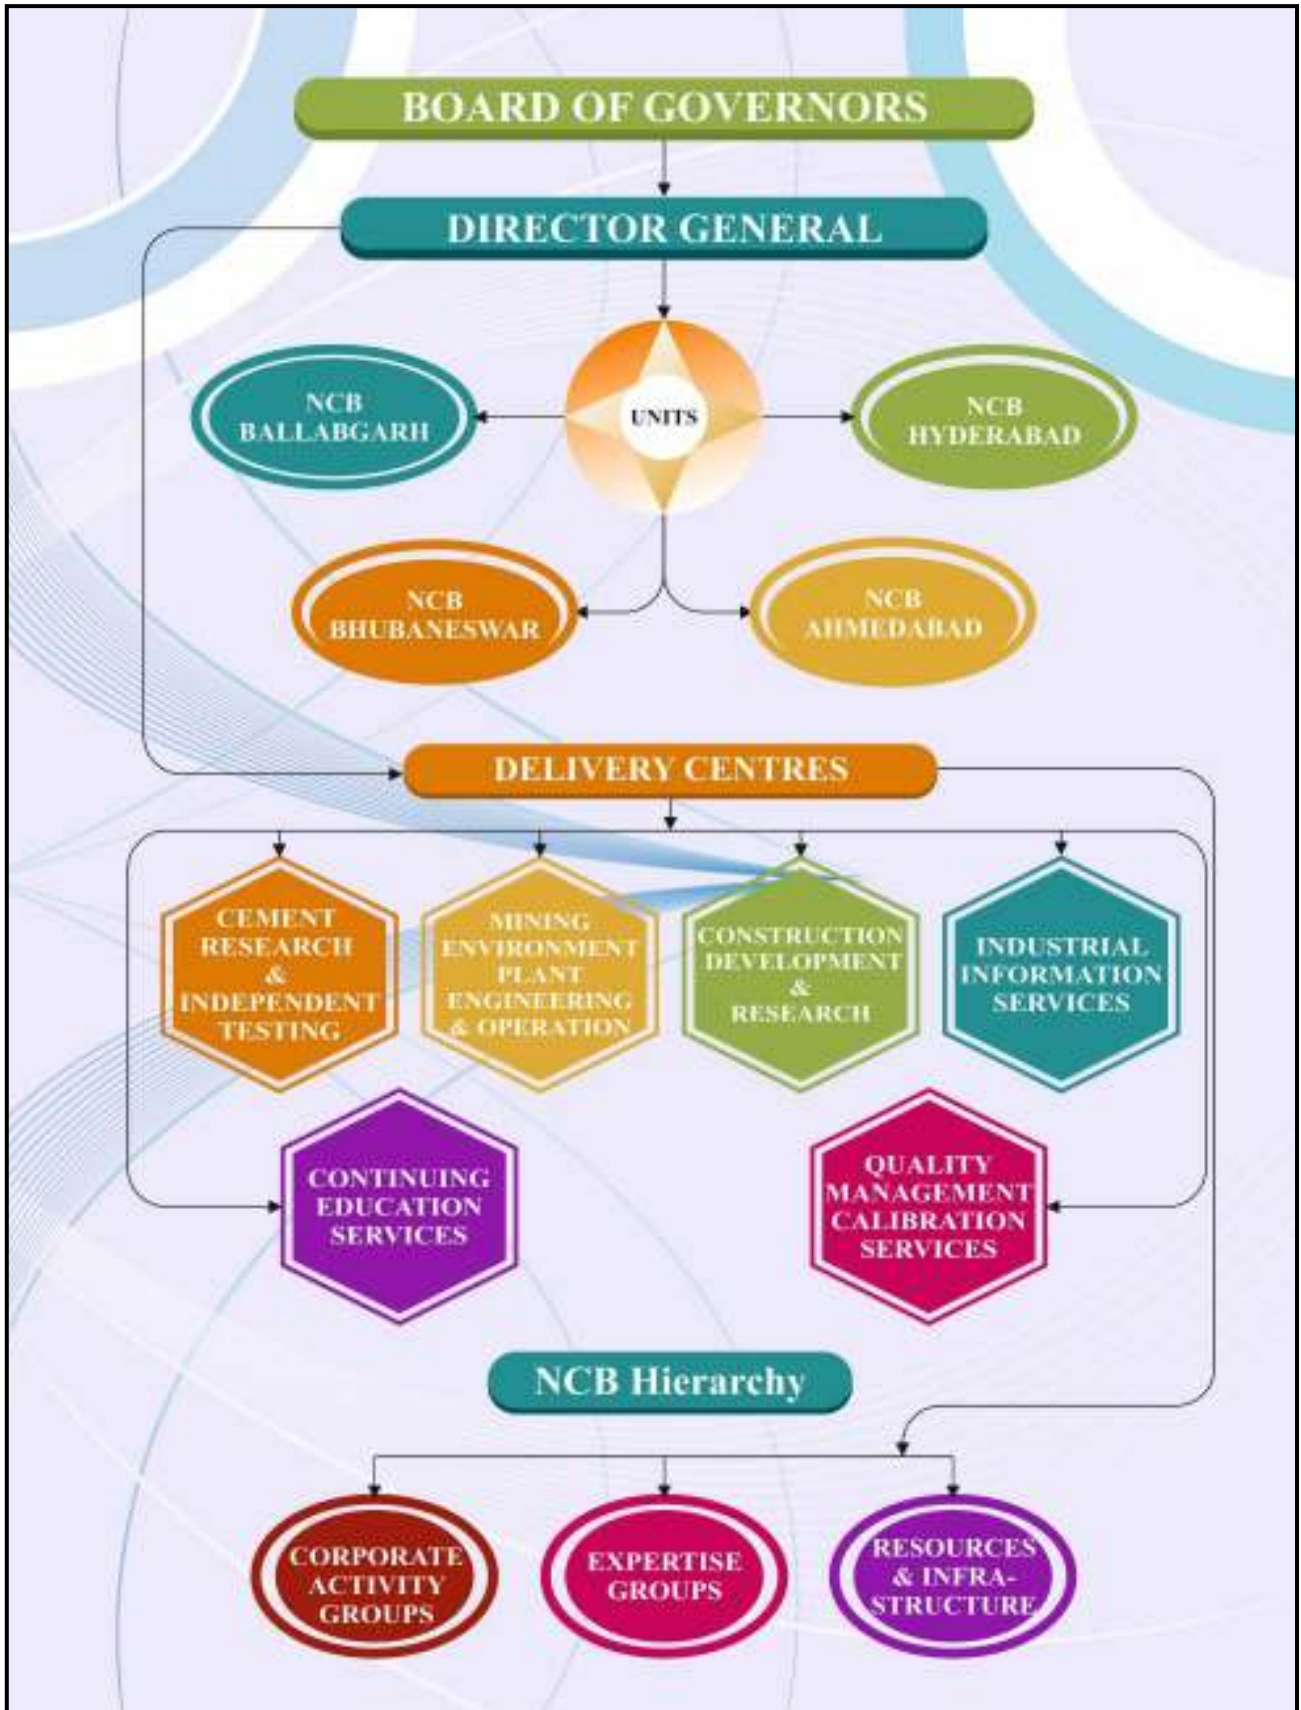 BOARD OF GOVERNORS
DIRECTOR GENERAL
UNITS
NCB
BALLABGARH
NCB
HYDERABAD
NCB
BHUBANESWAR
NCB
AHMEDABAD
DELIVERY CENTRES
CEMENT
RESEARCH
&
INDEPENDENT
TESTING
MINING
ENVIRONMENT
PLANT
ENGINEERING
& OPERATION
CONSTRUCTION
DEVELOPMENT
&
RESEARCH
INDUSTRIAL
INFORMATION
SERVICES
CONTINUING
EDUCATION
SERVICES
QUALITY
MANAGEMENT
CALIBRATION
SERVICES
NCB Hierarchy
CORPORATE
ACTIVITY
GROUPS
EXPERTISE
GROUPS
RESOURCES
& INFRA-
STRUCTURE